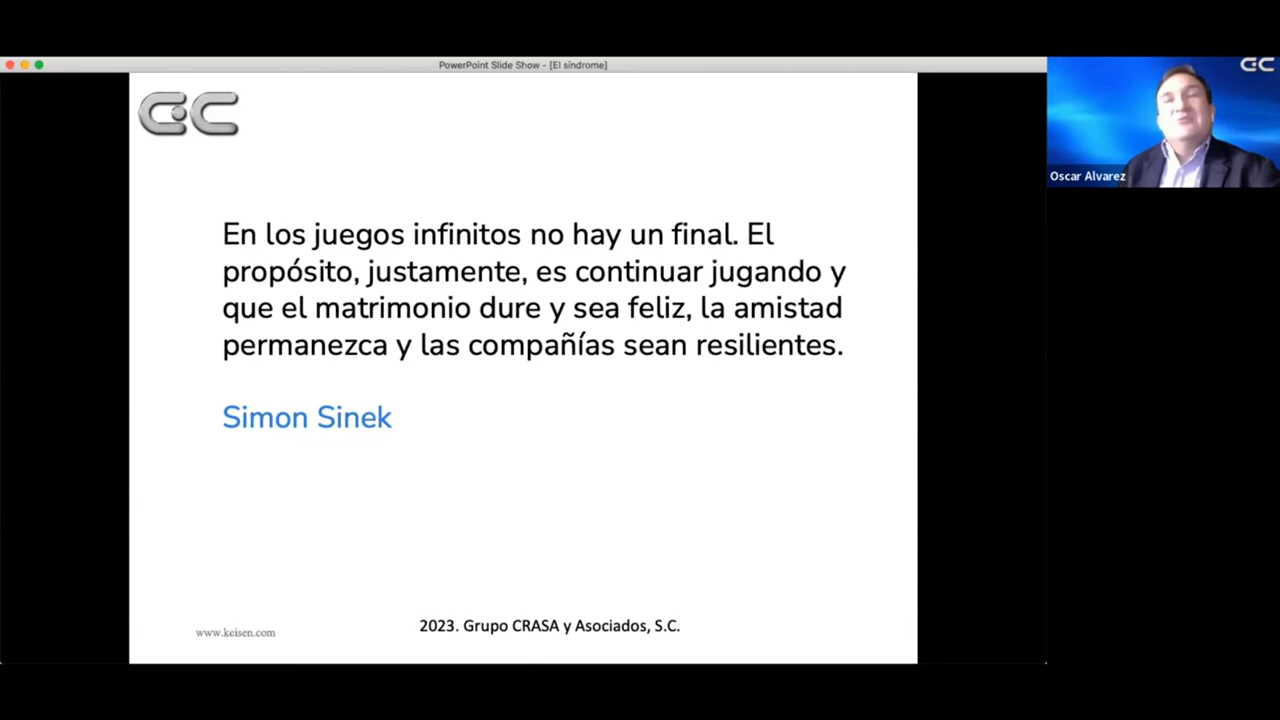 PowerPoint Slide Show - [El síndrome]
GC
GC
Oscar Alvarez
En los juegos infinitos no hay un final. El
propósito, justamente, es continuar jugando y
que el matrimonio dure y sea feliz, la amistad
permanezca y las compañías sean resilientes.
Simon Sinek
www.keisen.com
2023. Grupo CRASA y Asociados, S.C.